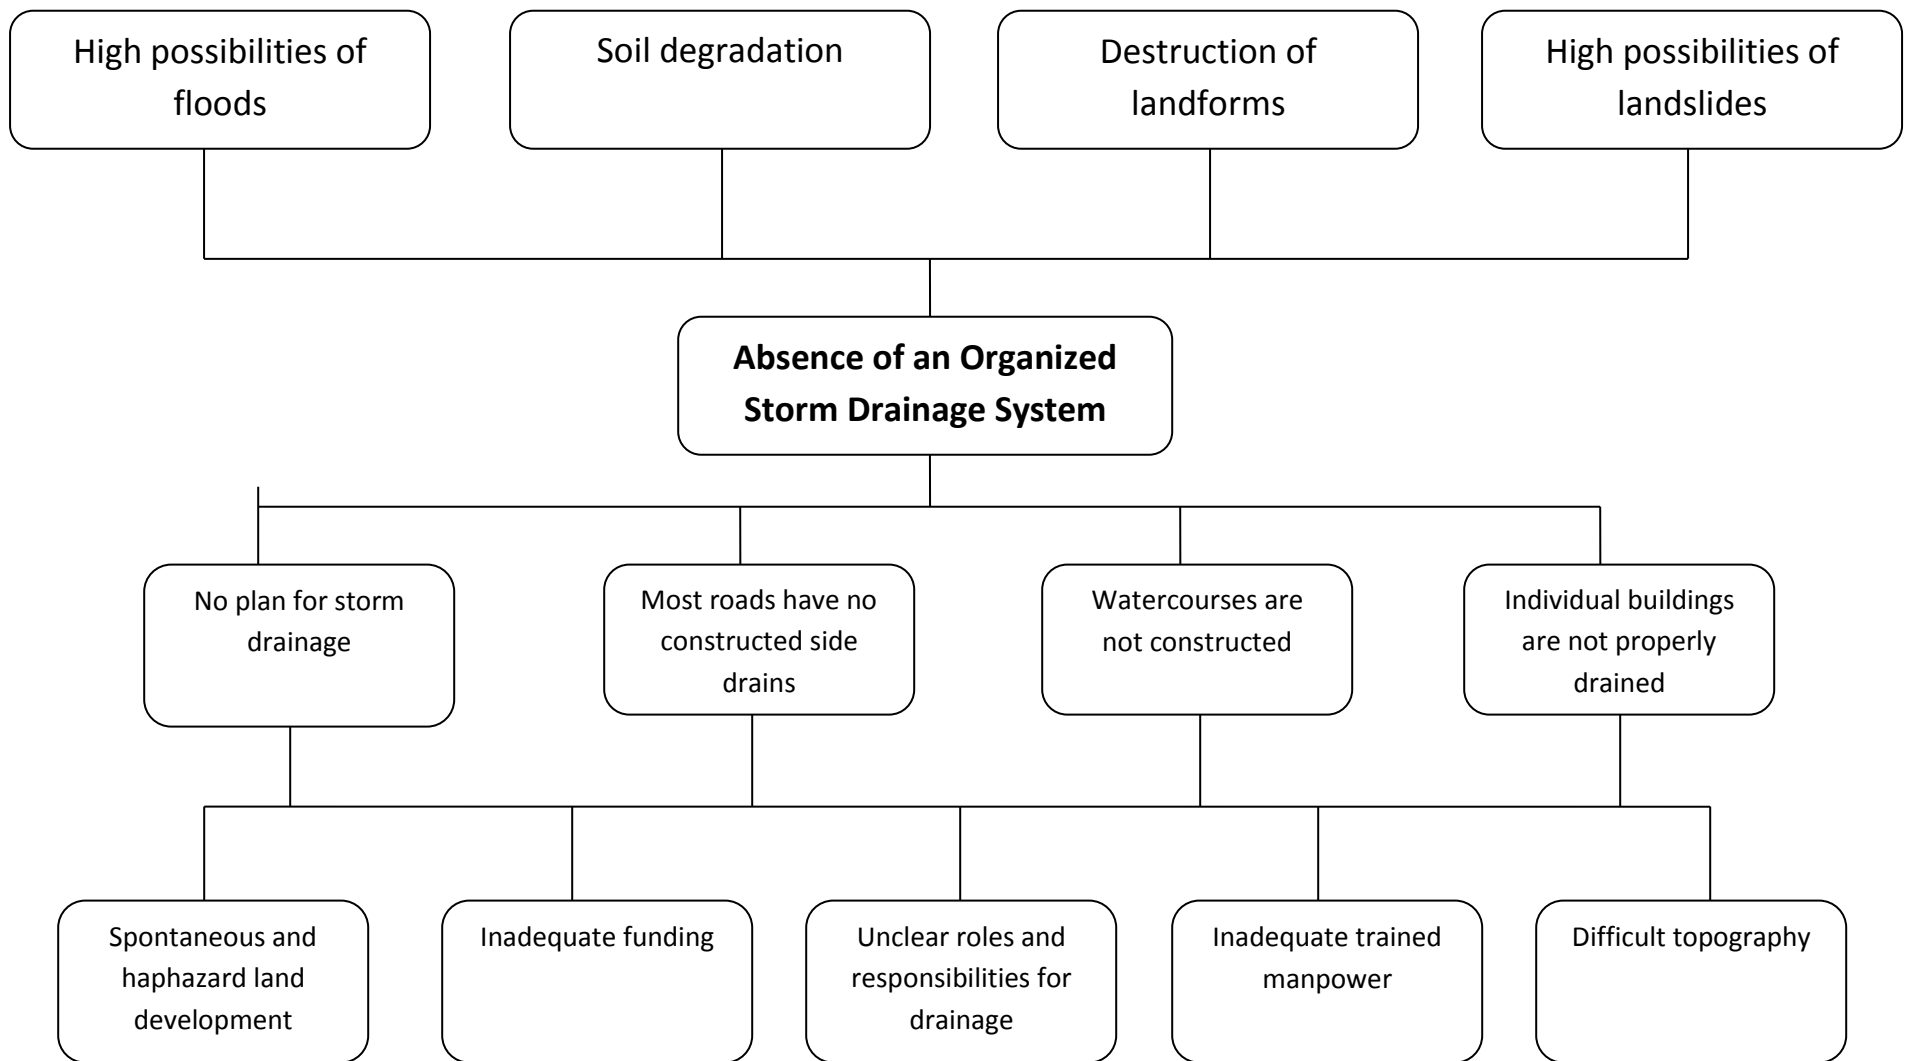 High possibilities of
floods
Soil degradation
Destruction of
landforms
High possibilities of
landslides
Absence of an Organized
Storm Drainage System
No plan for storm
drainage
Most roads have no
constructed side
drains
Watercourses are
not constructed
Individual buildings
are not properly
drained
Spontaneous and
haphazard land
development
Inadequate funding
Unclear roles and
responsibilities for
drainage
Inadequate trained
manpower
Difficult topography